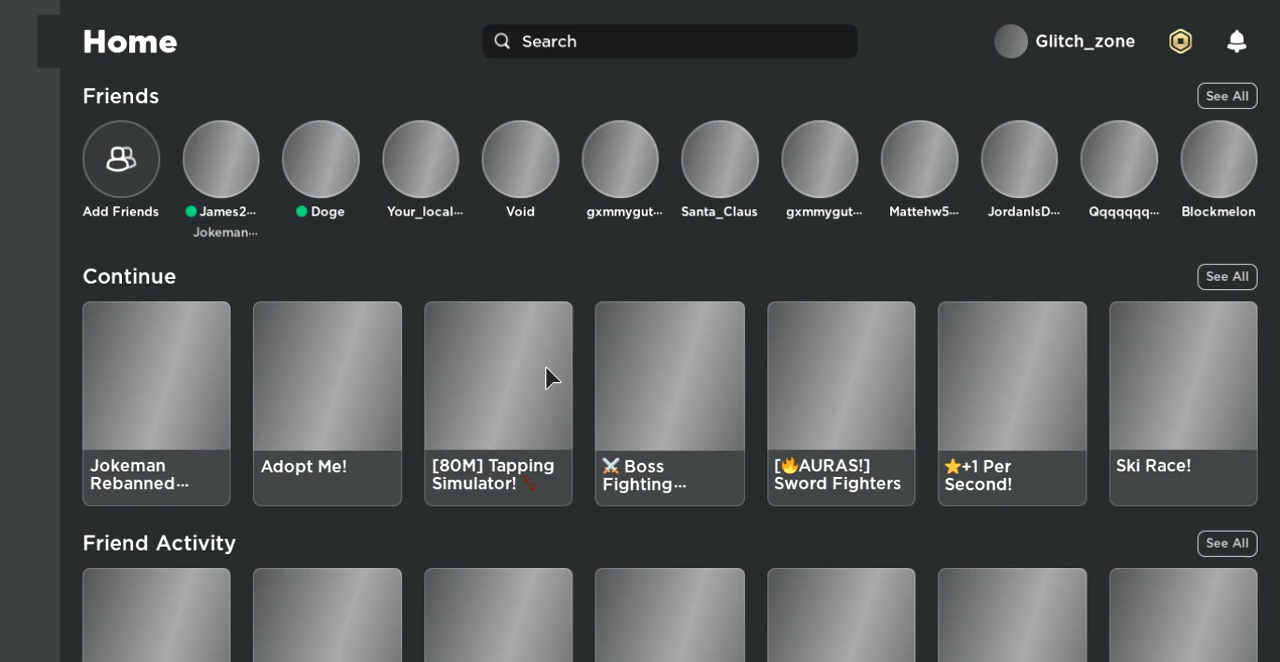 Home
Search
Glitch_zone
Friends
See All
Add Friends
James2...
Doge
Your_local...
Void
gxmmygut...
Santa_Claus
gxmmygut...
Mattehw5...
JordanIsD...
Qqqqqqq...
Blockmelon
Jokeman...
Continue
See All
Jokeman
Rebanned...
Adopt Me!
[80M] Tapping
Simulator!
⚔️ Boss
Fighting...
[🔥AURAS!]
Sword Fighters
⭐+1 Per
Second!
Ski Race!
Friend Activity
See All